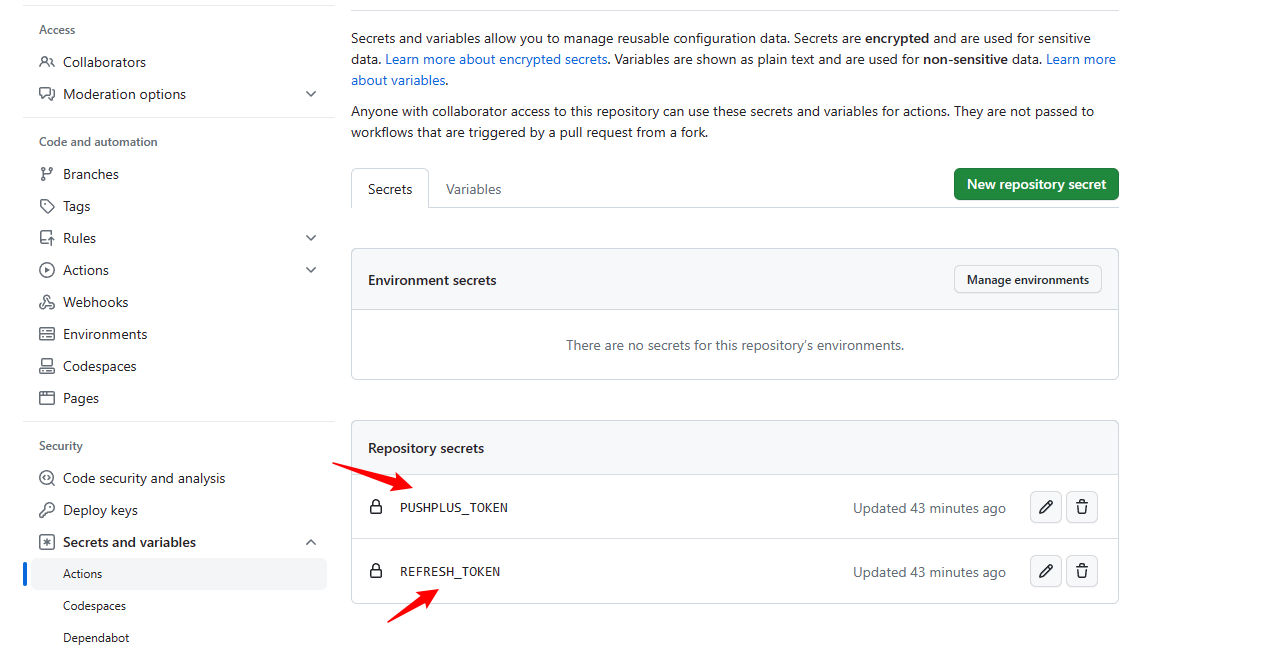 Access
Collaborators
Moderation options
Code and automation
Branches
Tags
Rules
Actions
Webhooks
Environments
Codespaces
Pages
Security
Code security and analysis
Deploy keys
Secrets and variables
Actions
Codespaces
Dependabot
Secrets and variables allow you to manage reusable configuration data. Secrets are encrypted and are used for sensitive
data. Learn more about encrypted secrets. Variables are shown as plain text and are used for non-sensitive data. Learn more
about variables.
Anyone with collaborator access to this repository can use these secrets and variables for actions. They are not passed to
workflows that are triggered by a pull request from a fork.
Secrets
Variables
New repository secret
Environment secrets
Manage environments
There are no secrets for this repository's environments.
Repository secrets
PUSHPLUS_TOKEN
Updated 43 minutes ago
REFRESH_TOKEN
Updated 43 minutes ago